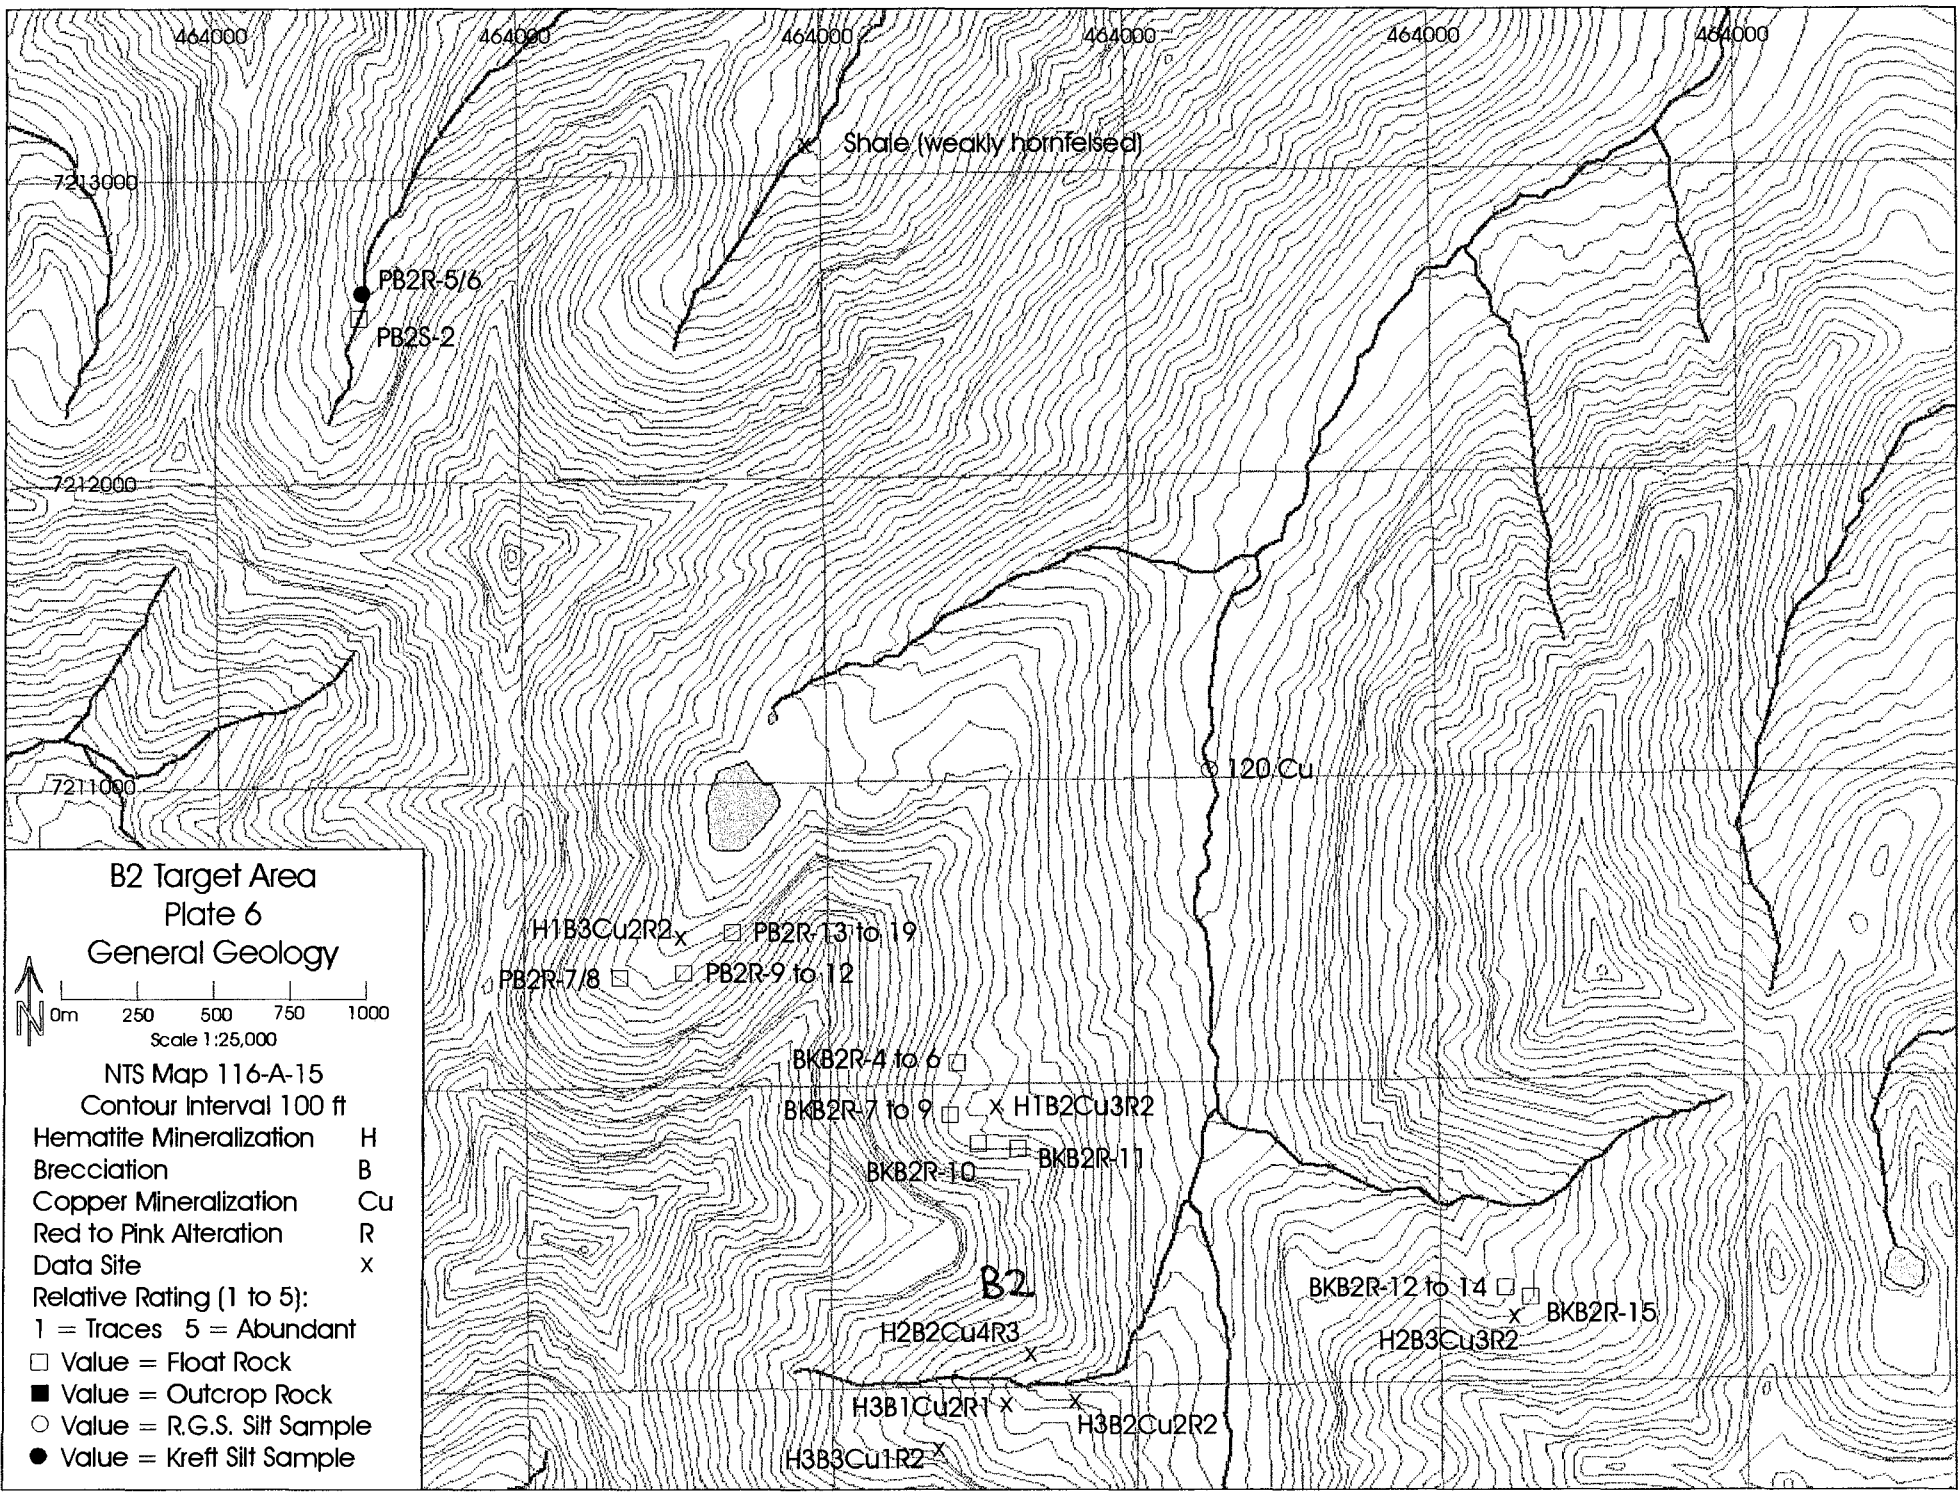 464000 464000 464000 464000 464000 464000
Shale (weakly hornfelsed)
7213000
PB2R-5/6
PB2S-2
7212000
120 Cu
7211000
H1B3Cu2R2 x PB2R-13 to 19
PB2R-7/8 PB2R-9 to 12
BKB2R-4 to 6
BKB2R-7 to 9 x H1B2Cu3R2
BKB2R-10 BKB2R-11
B2
BKB2R-12 to 14
x BKB2R-15
H2B2Cu4R3 x
H2B3Cu3R2
H3B1Cu2R1 x
x H3B2Cu2R2
H3B3Cu1R2 x
B2 Target Area
Plate 6
General Geology
N
0m 250 500 750 1000
Scale 1:25,000
NTS Map 116-A-15
Contour Interval 100 ft
Hematite Mineralization H
Brecciation B
Copper Mineralization Cu
Red to Pink Alteration R
Data Site x
Relative Rating (1 to 5):
1 = Traces 5 = Abundant
□ Value = Float Rock
■ Value = Outcrop Rock
○ Value = R.G.S. Silt Sample
● Value = Kreft Silt Sample